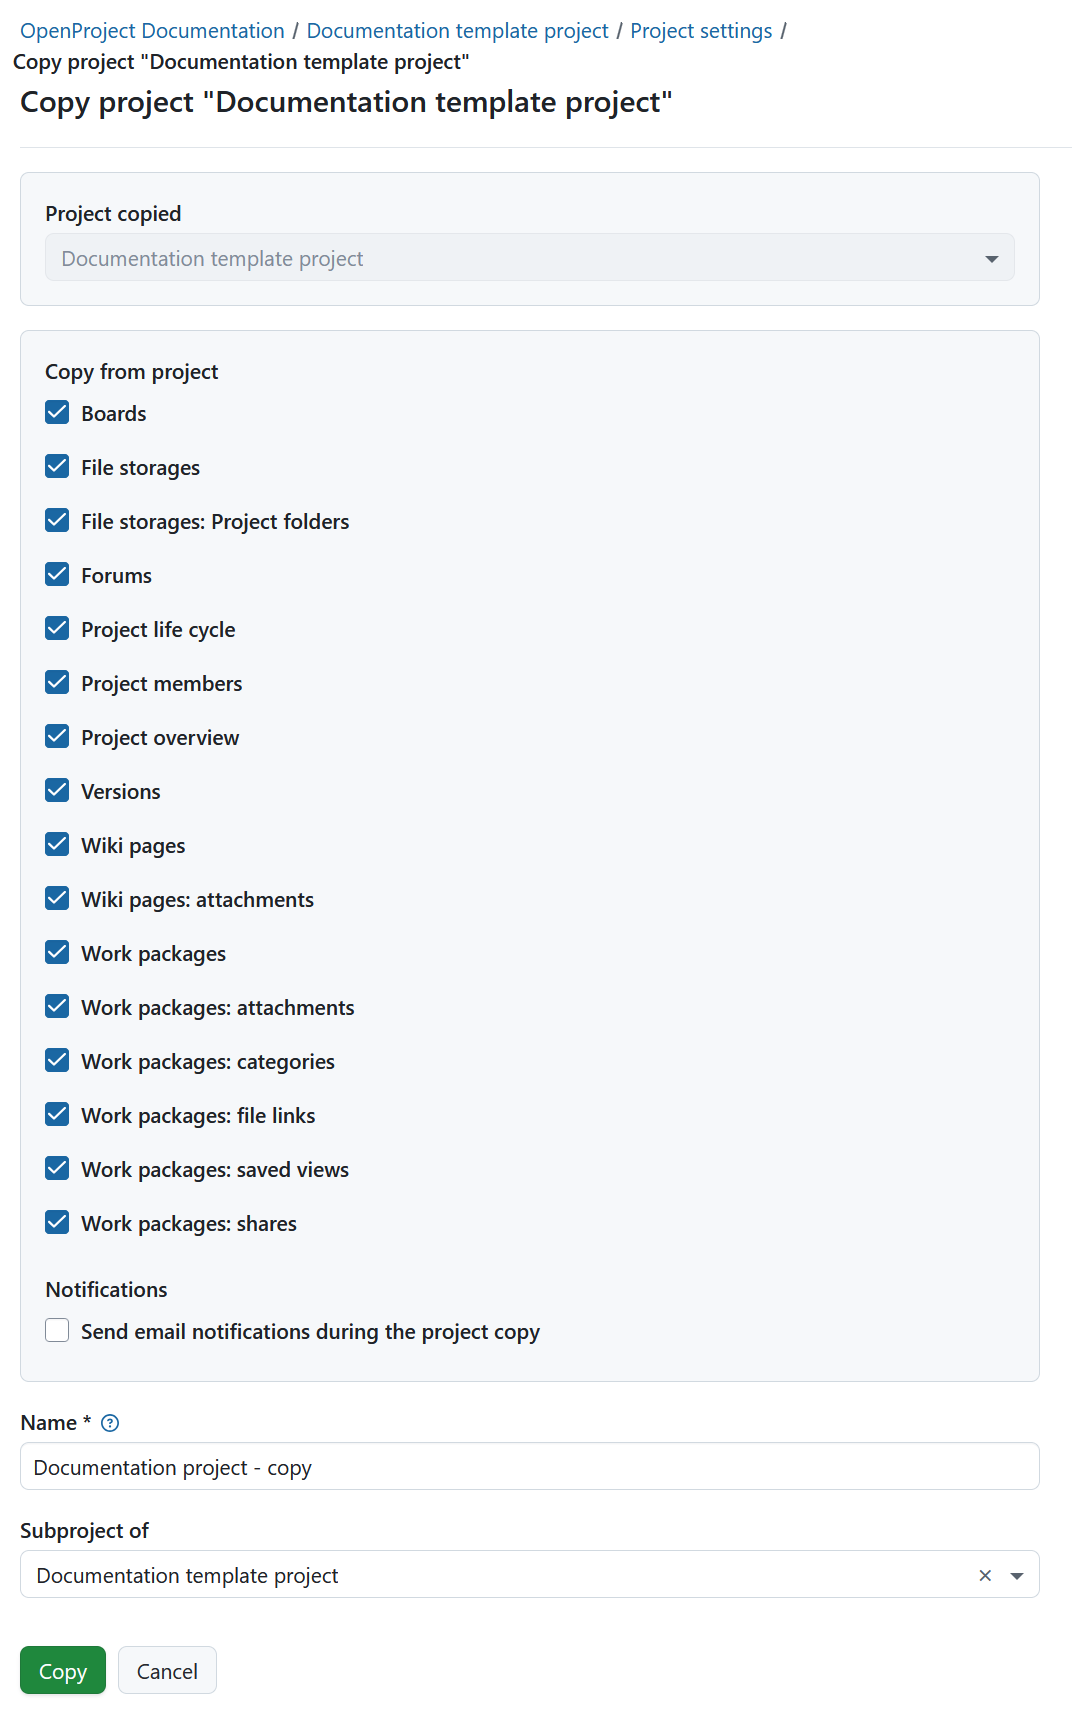 OpenProject Documentation / Documentation template project / Project settings /
Copy project "Documentation template project"
Copy project "Documentation template project"
Project copied
Documentation template project
Copy from project
Boards
File storages
File storages: Project folders
Forums
Project life cycle
Project members
Project overview
Versions
Wiki pages
Wiki pages: attachments
Work packages
Work packages: attachments
Work packages: categories
Work packages: file links
Work packages: saved views
Work packages: shares
Notifications
Send email notifications during the project copy
Name * ?
Documentation project - copy
Subproject of
Documentation template project
Copy Cancel